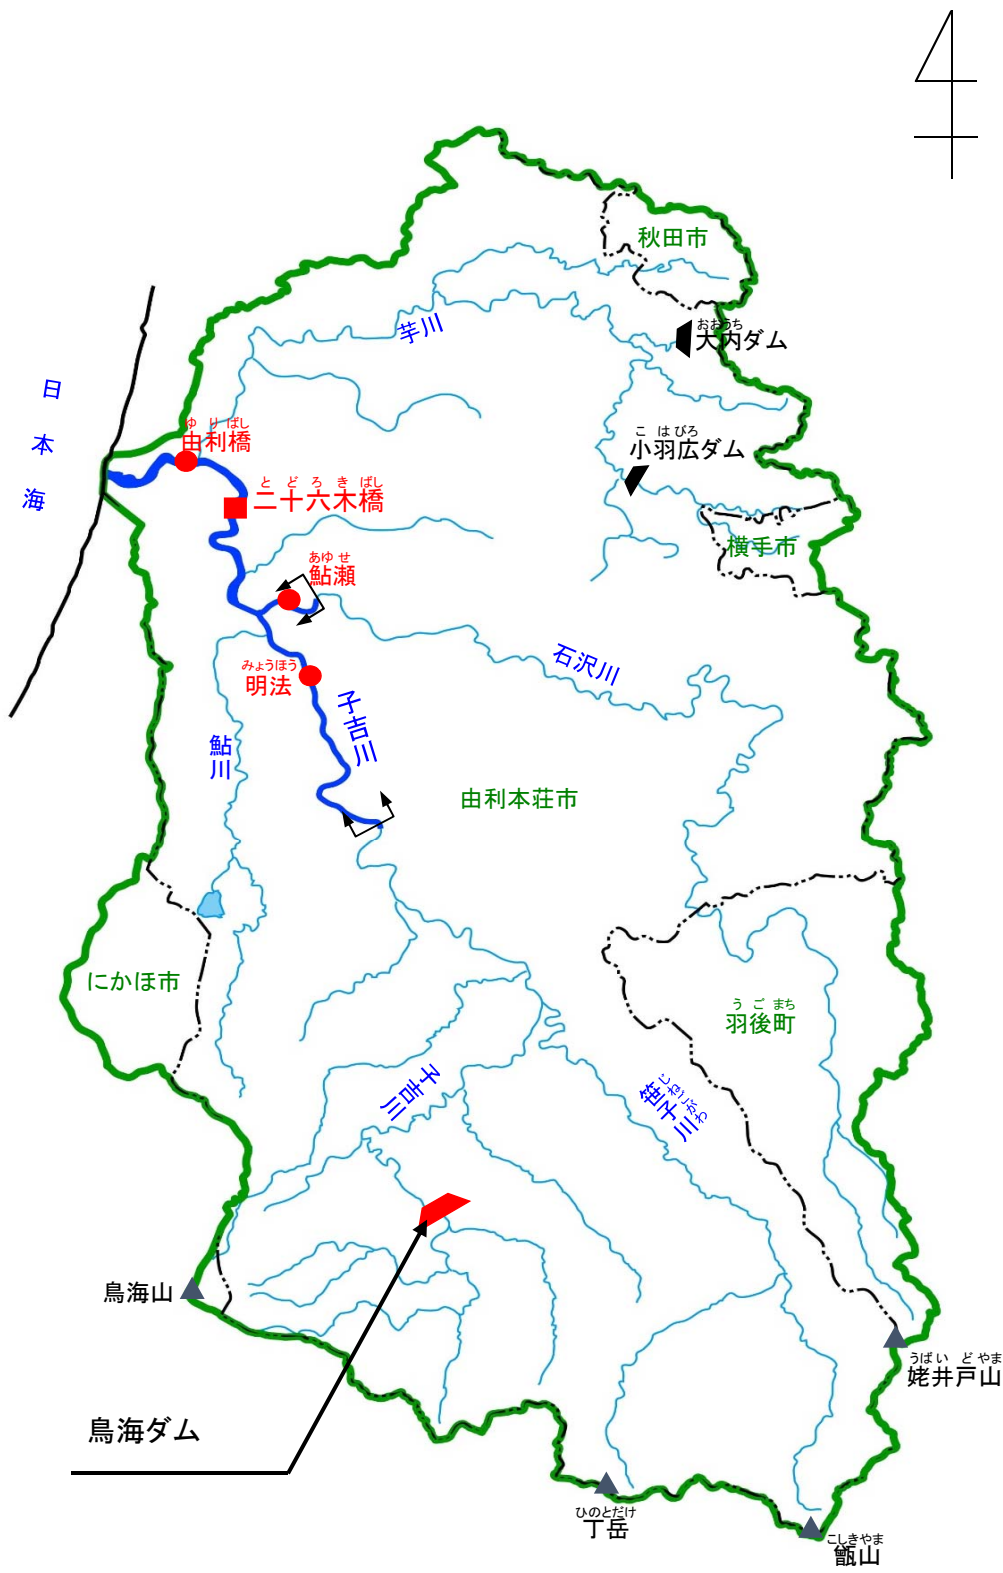 秋田市
おおうち
大内ダム
芋川
日本海
ゆりばし
由利橋
こはびろ
小羽広ダム
とどろきばし
二十六木橋
横手市
あゆせ
鮎瀬
石沢川
みょうほう
明法
子吉川
鮎川
由利本荘市
にかほ市
うごまち
羽後町
子吉川
じねごがわ
笹子川
鳥海山
うばいどやま
姥井戸山
鳥海ダム
ひのとだけ
丁岳
こしきやま
甑山